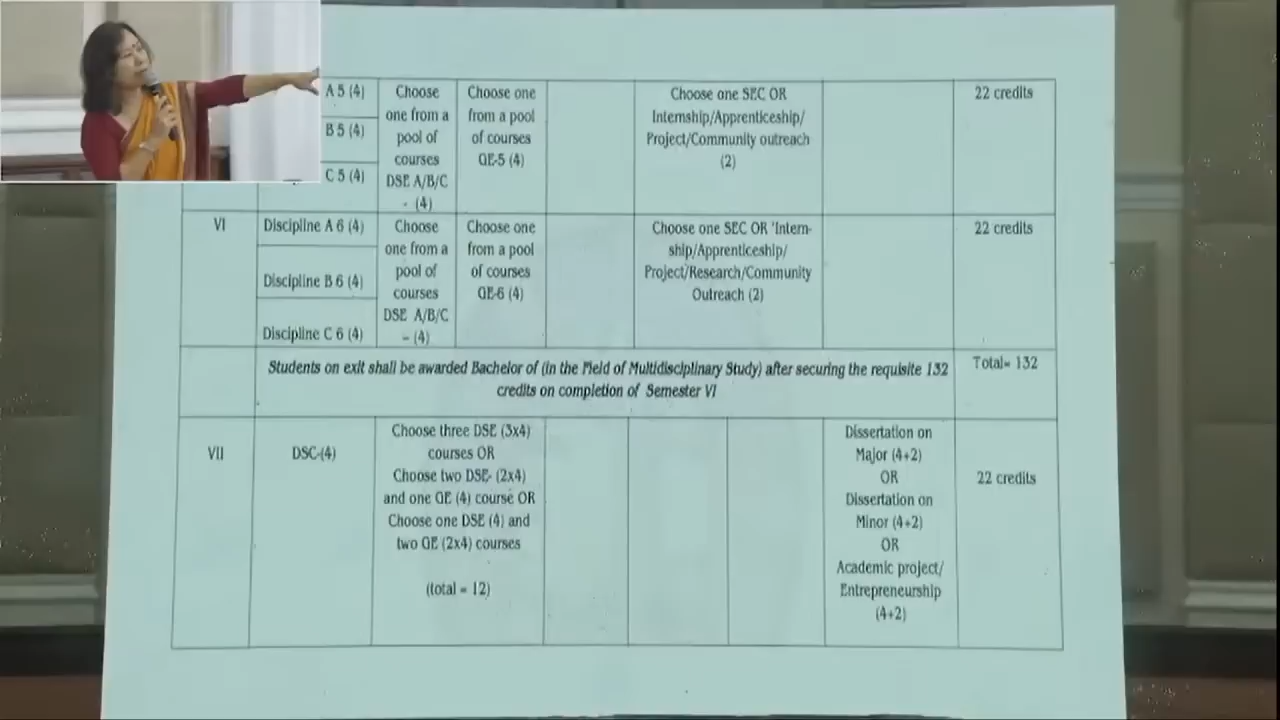 A 5 (4)
B 5 (4)
C 5 (4)
Choose
one from a
pool of
courses
DSE A/B/C
- (4)
Choose one
from a pool
of courses
GE-5 (4)
Choose one SEC OR
Internship/Apprenticeship/
Project/Community outreach
(2)
22 credits
VI
Discipline A 6 (4)
Discipline B 6 (4)
Discipline C 6 (4)
Choose
one from a
pool of
courses
DSE A/B/C
– (4)
Choose one
from a pool
of courses
GE-6 (4)
Choose one SEC OR 'Intern-
ship/Apprenticeship/
Project/Research/Community
Outreach (2)
22 credits
Students on exit shall be awarded Bachelor of (in the Field of Multidisciplinary Study) after securing the requisite 132
credits on completion of Semester VI
Total= 132
VII
DSC-(4)
Choose three DSE (3x4)
courses OR
Choose two DSE- (2x4)
and one GE (4) course OR
Choose one DSE (4) and
two GE (2x4) courses
(total = 12)
Dissertation on
Major (4+2)
OR
Dissertation on
Minor (4+2)
OR
Academic project/
Entrepreneurship
(4+2)
22 credits